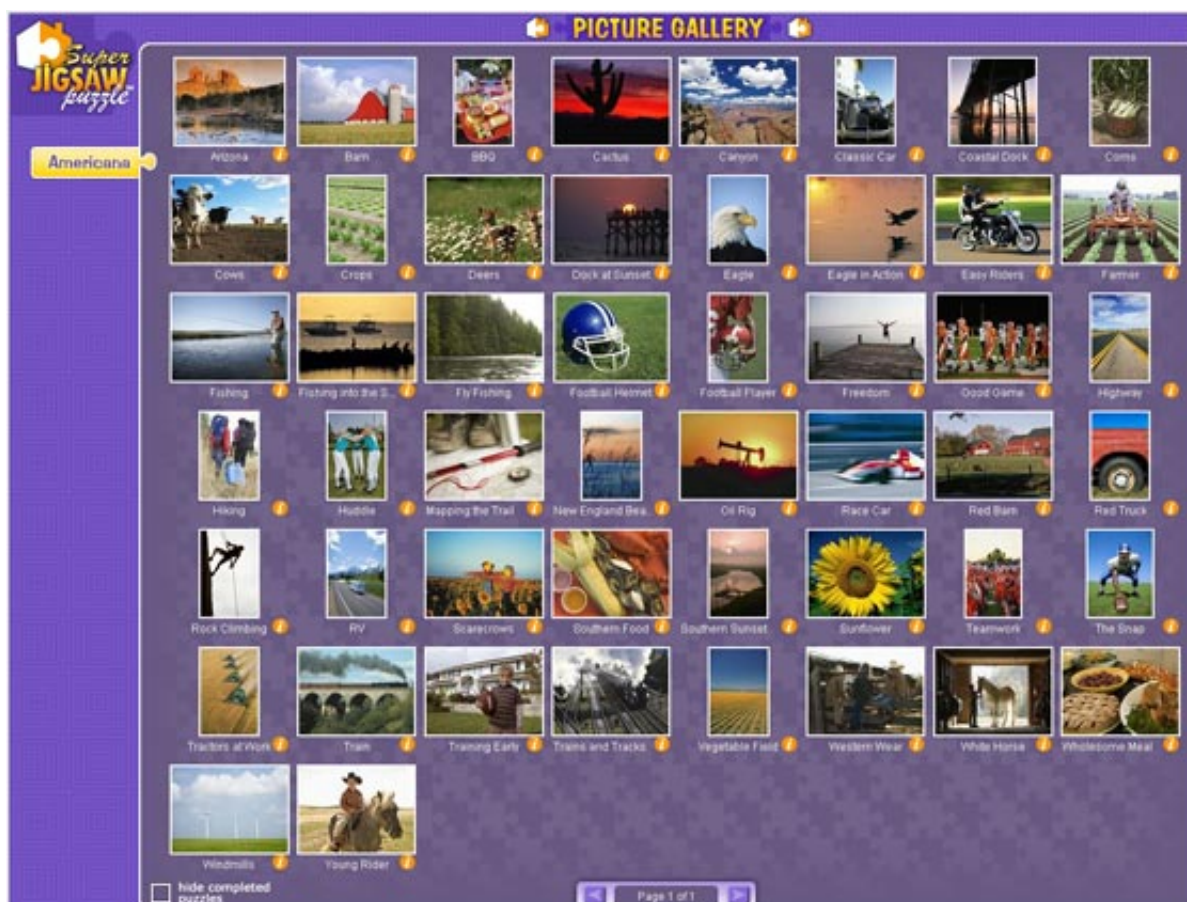 PICTURE GALLERY
Super
JIGSAW
puzzle
Americana
Arizona
Barn
BBQ
Cactus
Canyon
Classic Car
Coastal Dock
Corns
Cows
Crops
Deers
Dock at Sunset
Eagle
Eagle in Action
Easy Riders
Farmer
Fishing
Fishing into the S...
Fly Fishing
Football Helmet
Football Player
Freedom
Good Game
Highway
Hiking
Huddle
Mapping the Trail
New England Bea...
Oil Rig
Race Car
Red Barn
Red Truck
Rock Climbing
RV
Scarecrows
Southern Food
Southern Sunset
Sunflower
Teamwork
The Snap
Tractors at Work
Train
Training Early
Trains and Tracks
Vegetable Field
Western Wear
White Horse
Wholesome Meal
Windmills
Young Rider
hide completed
puzzles
Page 1 of 1